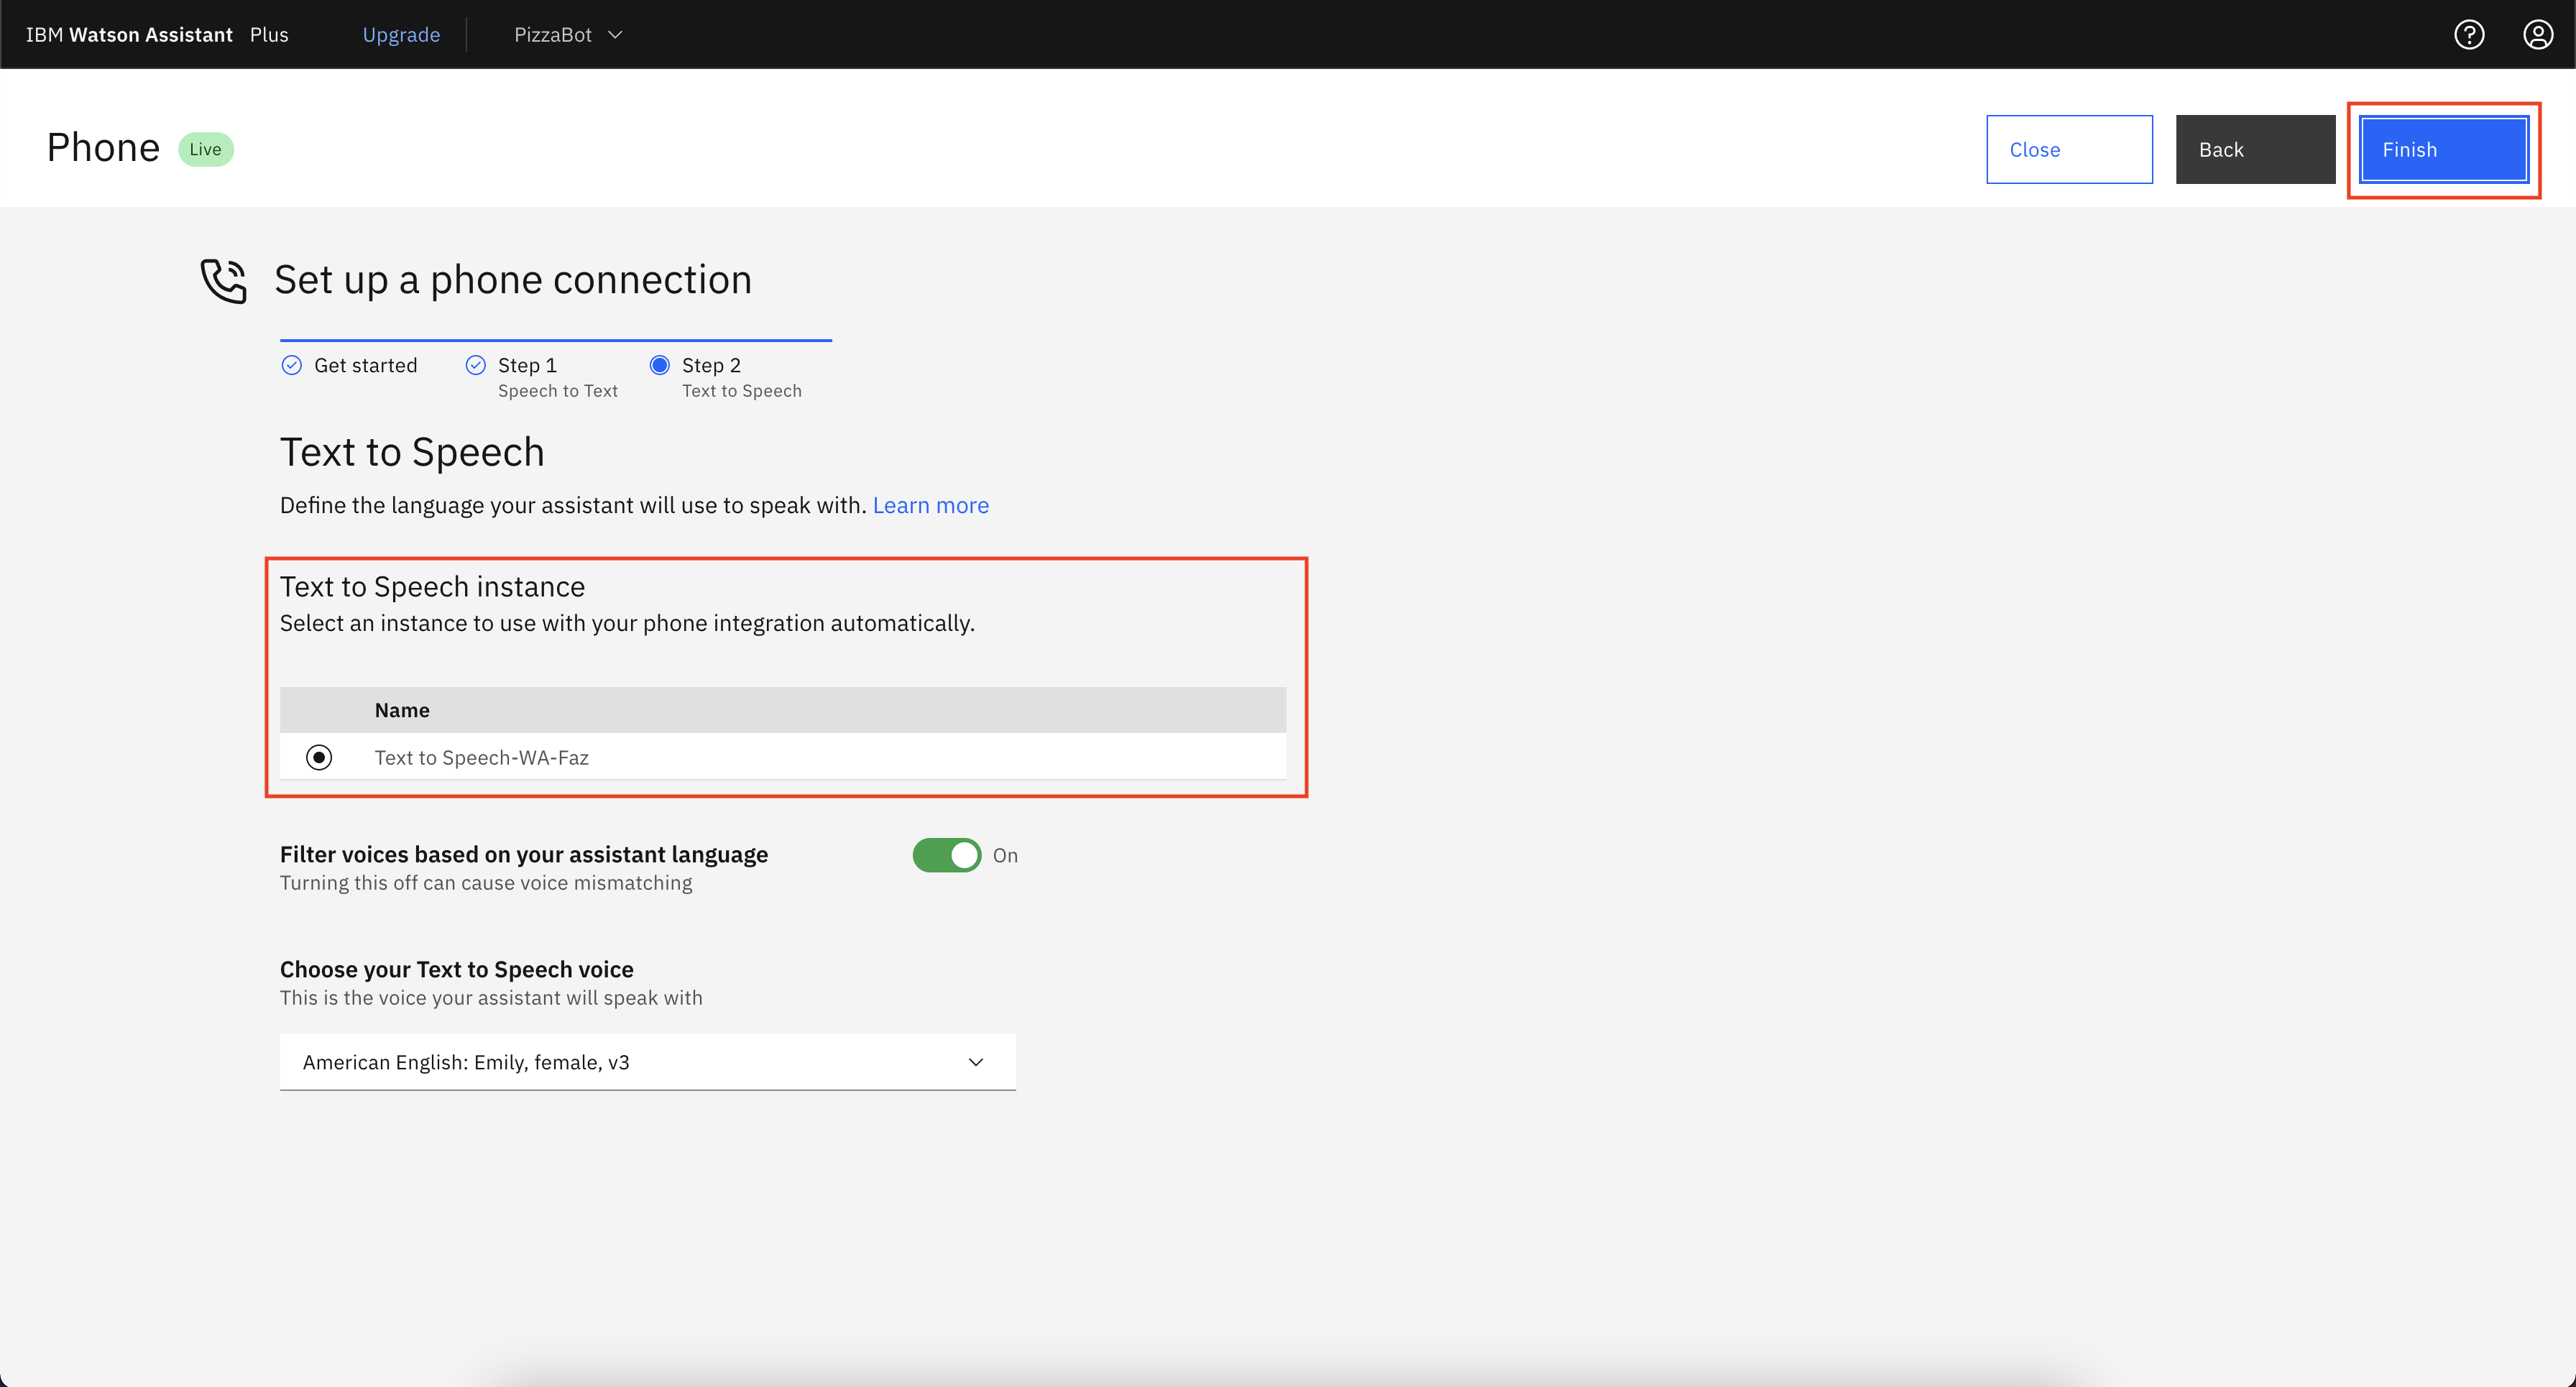 IBM Watson Assistant Plus Upgrade PizzaBot
Phone Live Close Back Finish
Set up a phone connection
Get started Step 1 Step 2
Speech to Text Text to Speech
Text to Speech
Define the language your assistant will use to speak with. Learn more
Text to Speech instance
Select an instance to use with your phone integration automatically.
Name
Text to Speech-WA-Faz
Filter voices based on your assistant language On
Turning this off can cause voice mismatching
Choose your Text to Speech voice
This is the voice your assistant will speak with
American English: Emily, female, v3